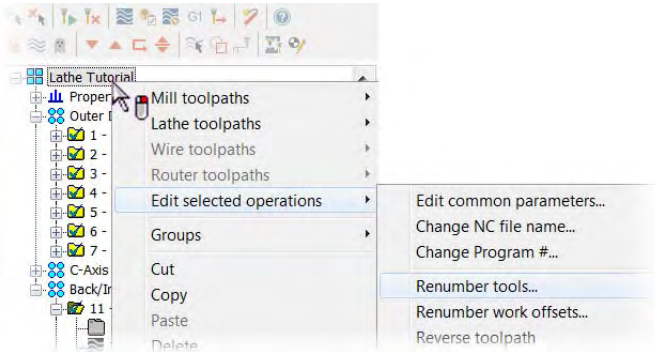 G1
Lathe Tutorial
Proper
Outer
1 -
2 -
3 -
4 -
5 -
6 -
7 -
C-Axis
Back/Ir
11 -
Mill toolpaths
Lathe toolpaths
Wire toolpaths
Router toolpaths
Edit selected operations
Groups
Cut
Copy
Paste
Delete
Edit common parameters...
Change NC file name...
Change Program #...
Renumber tools...
Renumber work offsets...
Reverse toolpath